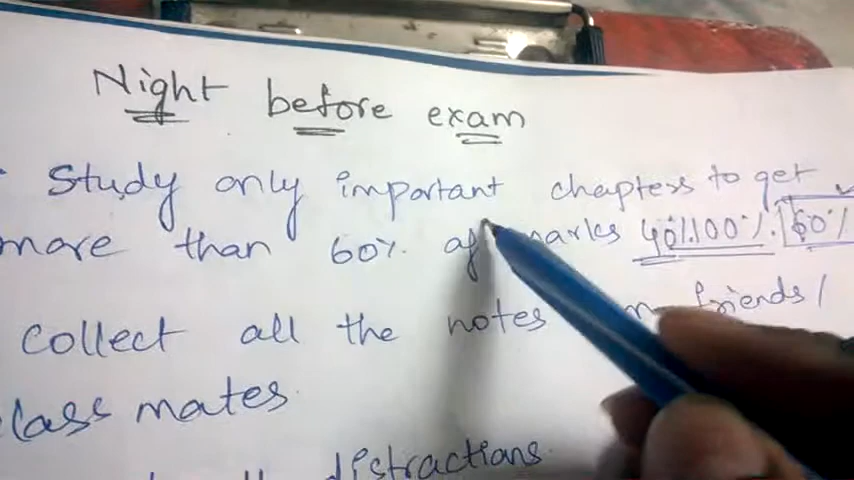 Night before exam
Study only important chapters to get
more than 60% of marks 40% 100% 60%
Collect all the notes friends /
class mates.
distractions